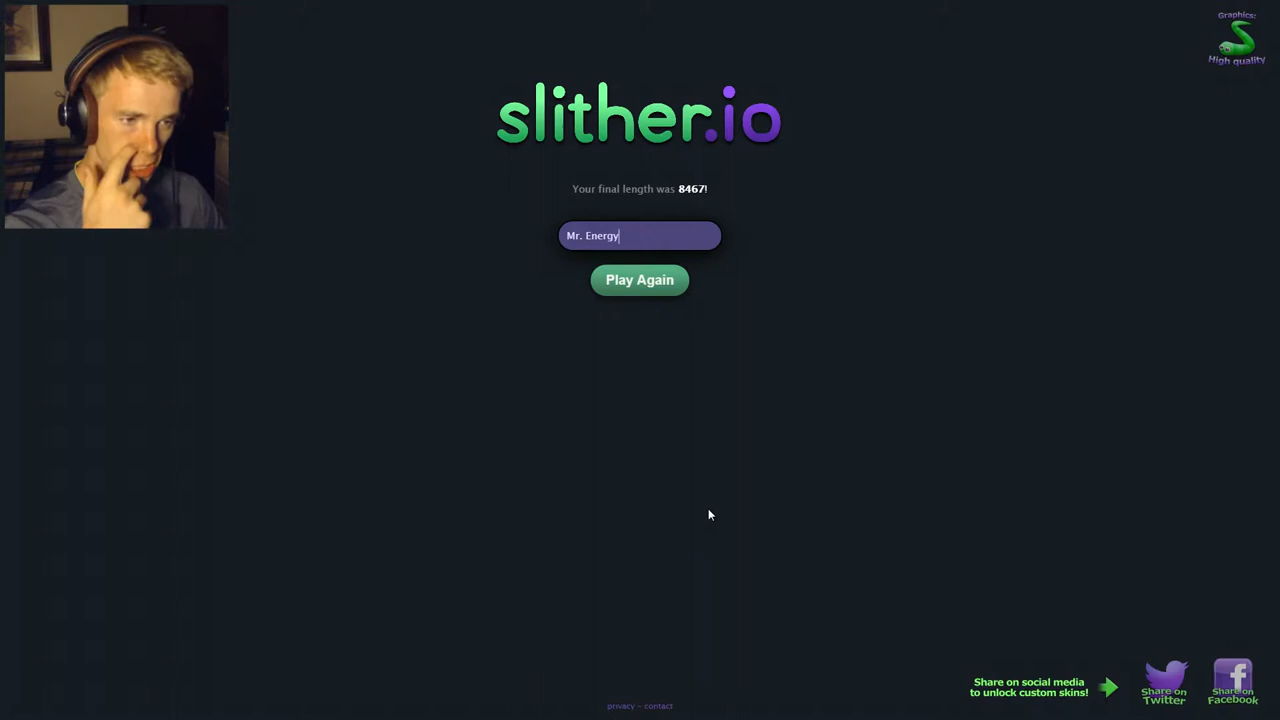 Graphics:
High quality
slither.io
Your final length was 8467!
Mr. Energy
Play Again
Share on social media
to unlock custom skins!
Share on
Twitter
Share on
Facebook
privacy ~ contact